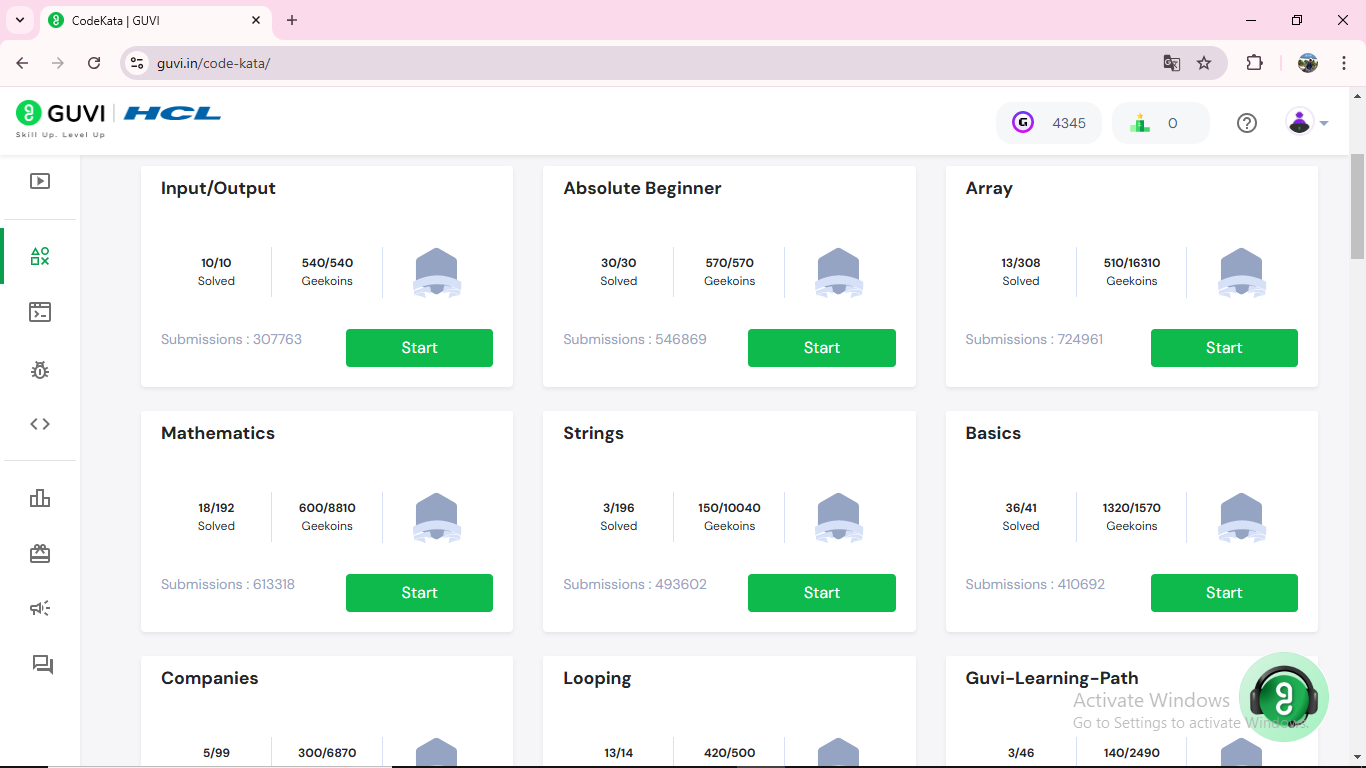 CodeKata | GUVI
guvi.in/code-kata/
GUVI HCL
Skill Up. Level Up
G 4345 0
Input/Output Absolute Beginner Array
10/10 540/540 30/30 570/570 13/308 510/16310
Solved Geekoins Solved Geekoins Solved Geekoins
Submissions : 307763 Start Submissions : 546869 Start Submissions : 724961 Start
Mathematics Strings Basics
18/192 600/8810 3/196 150/10040 36/41 1320/1570
Solved Geekoins Solved Geekoins Solved Geekoins
Submissions : 613318 Start Submissions : 493602 Start Submissions : 410692 Start
Companies Looping Guvi-Learning-Path
Activate Windows
Go to Settings to activate Windows.
5/99 300/6870 13/14 420/500 3/46 140/2490